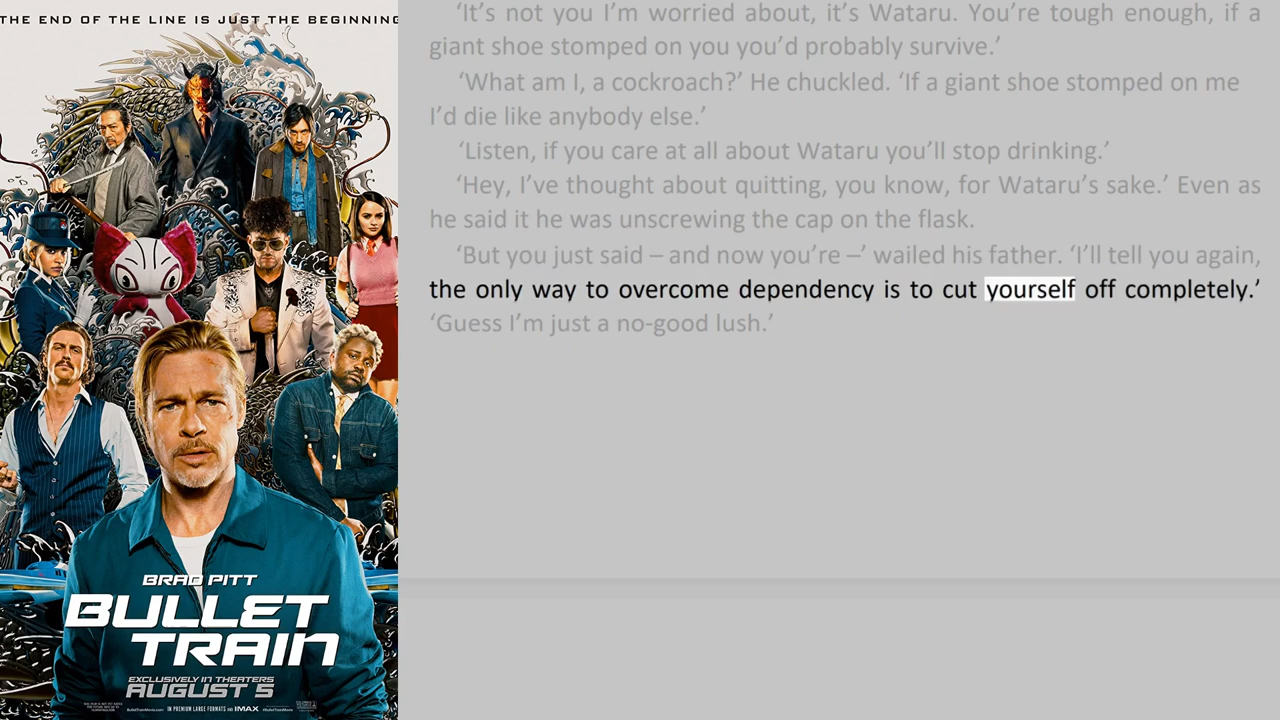 THE END OF THE LINE IS JUST THE BEGINNING
BRAD PITT
BULLET
TRAIN
EXCLUSIVELY IN THEATERS
AUGUST 5
BulletTrainMovie.com
IN PREMIUM LARGE FORMATS AND IMAX
#BulletTrainMovie
‘It’s not you I’m worried about, it’s Wataru. You’re tough enough, if a
giant shoe stomped on you you’d probably survive.’
‘What am I, a cockroach?’ He chuckled. ‘If a giant shoe stomped on me
I’d die like anybody else.’
‘Listen, if you care at all about Wataru you’ll stop drinking.’
‘Hey, I’ve thought about quitting, you know, for Wataru’s sake.’ Even as
he said it he was unscrewing the cap on the flask.
‘But you just said – and now you’re –’ wailed his father. ‘I’ll tell you again,
the only way to overcome dependency is to cut yourself off completely.’
‘Guess I’m just a no-good lush.’